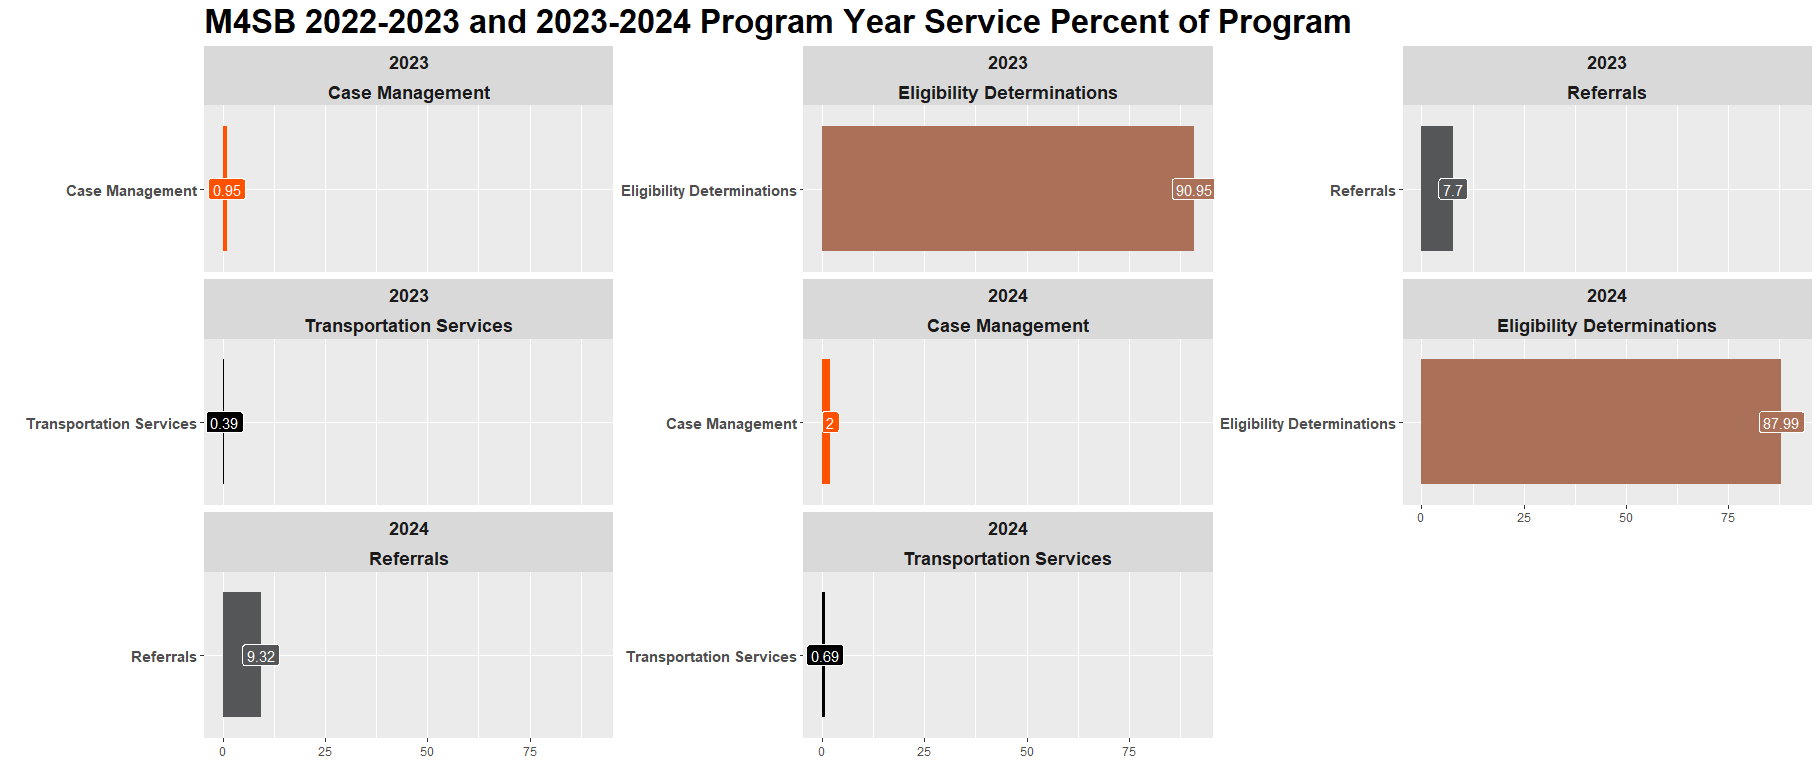 M4SB 2022-2023 and 2023-2024 Program Year Service Percent of Program
2023
Case Management
Case Management
0.95
2023
Eligibility Determinations
Eligibility Determinations
90.95
2023
Referrals
Referrals
7.7
2023
Transportation Services
Transportation Services
0.39
2024
Case Management
Case Management
2
2024
Eligibility Determinations
Eligibility Determinations
87.99
0 25 50 75
2024
Referrals
Referrals
9.32
0 25 50 75
2024
Transportation Services
Transportation Services
0.69
0 25 50 75